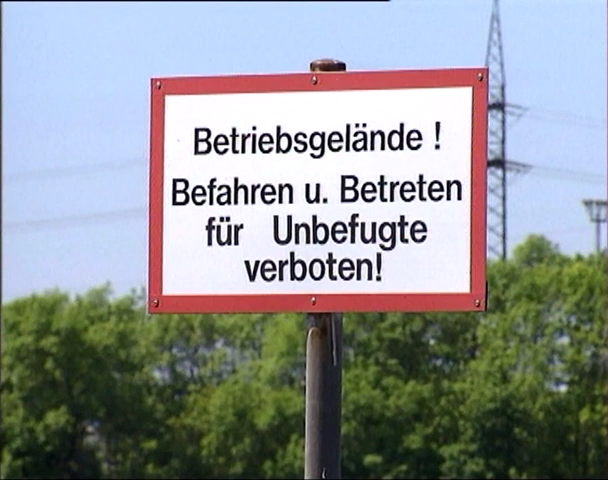 Betriebsgelände !
Befahren u. Betreten
für Unbefugte
verboten!